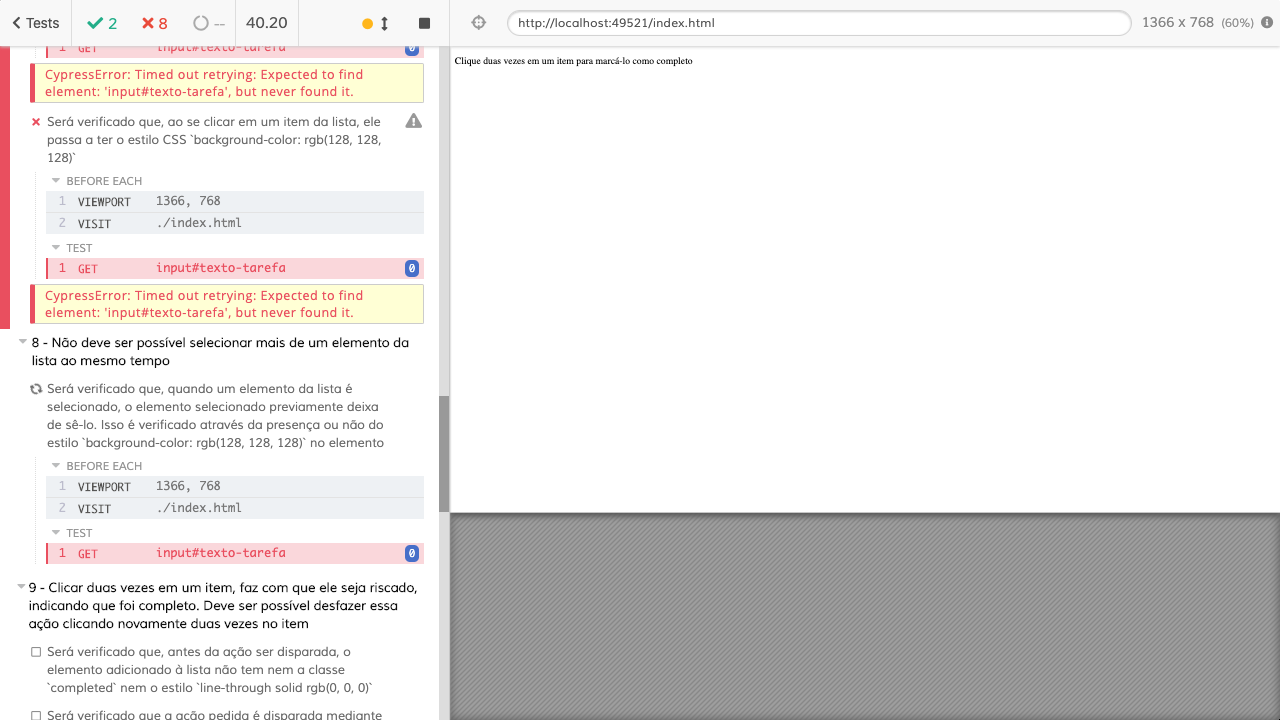 Tests 2 8 -- 40.20 http://localhost:49521/index.html 1366 x 768 (60%)
1 GET input#texto-tarefa 0
CypressError: Timed out retrying: Expected to find
element: 'input#texto-tarefa', but never found it.
Será verificado que, ao se clicar em um item da lista, ele
passa a ter o estilo CSS `background-color: rgb(128, 128,
128)`
BEFORE EACH
1 VIEWPORT 1366, 768
2 VISIT ./index.html
TEST
1 GET input#texto-tarefa 0
CypressError: Timed out retrying: Expected to find
element: 'input#texto-tarefa', but never found it.
8 - Não deve ser possível selecionar mais de um elemento da
lista ao mesmo tempo
Será verificado que, quando um elemento da lista é
selecionado, o elemento selecionado previamente deixa
de sê-lo. Isso é verificado através da presença ou não do
estilo `background-color: rgb(128, 128, 128)` no elemento
BEFORE EACH
1 VIEWPORT 1366, 768
2 VISIT ./index.html
TEST
1 GET input#texto-tarefa 0
9 - Clicar duas vezes em um item, faz com que ele seja riscado,
indicando que foi completo. Deve ser possível desfazer essa
ação clicando novamente duas vezes no item
Será verificado que, antes da ação ser disparada, o
elemento adicionado à lista não tem nem a classe
`completed` nem o estilo `line-through solid rgb(0, 0, 0)`
Será verificado que a ação pedida é disparada mediante
Clique duas vezes em um item para marcá-lo como completo